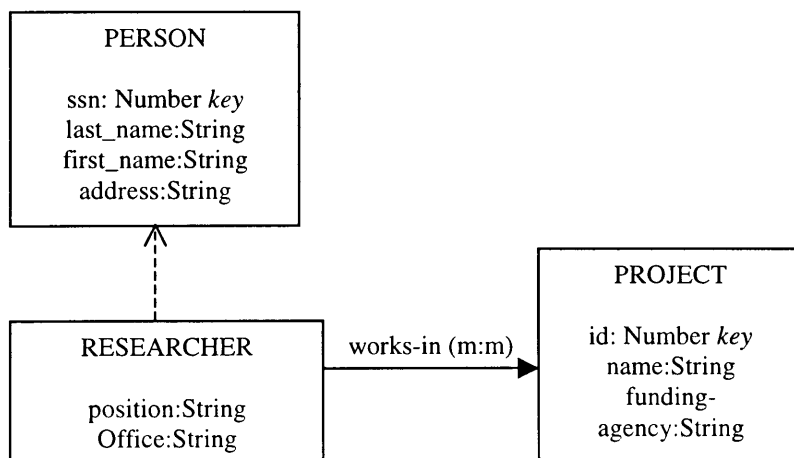 PERSON
ssn: Number key
last_name:String
first_name:String
address:String
RESEARCHER
position:String
Office:String
works-in (m:m)
PROJECT
id: Number key
name:String
funding-
agency:String